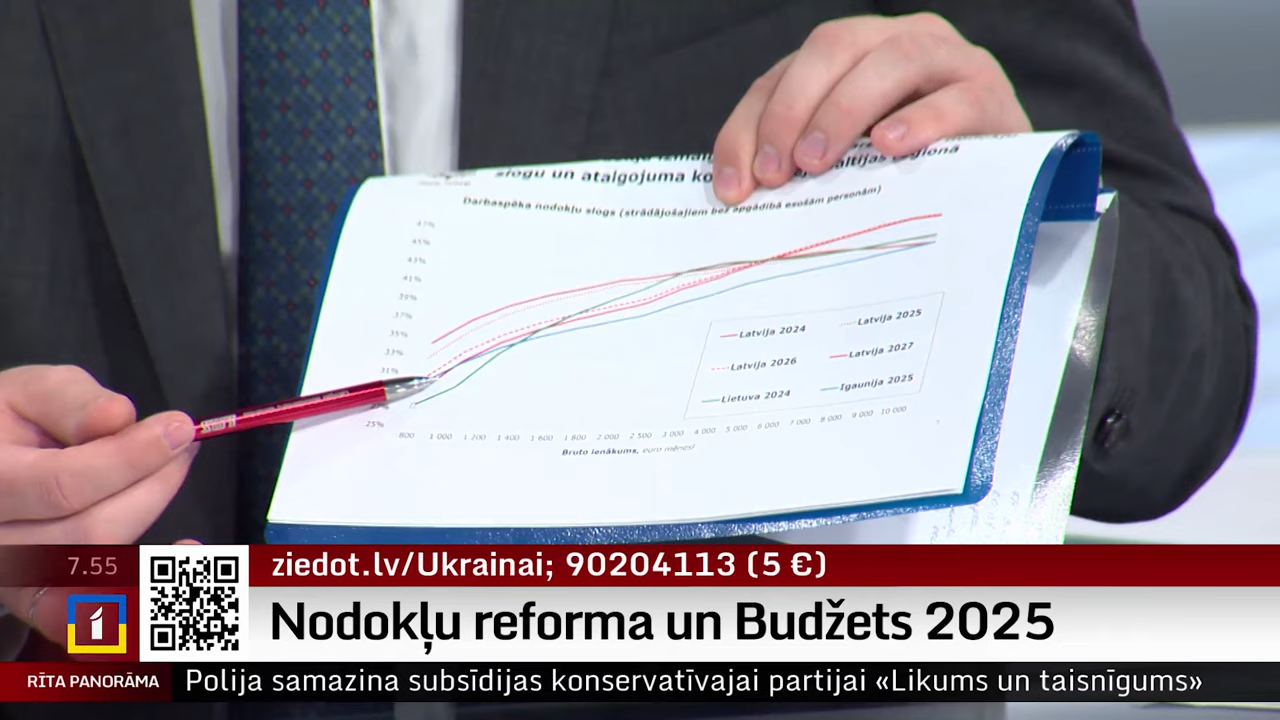 slogu un atalgojuma
Baltijas reģionā
Darbaspēka nodokļu slogs (strādājošajiem bez apgādībā esošām personām)
47%
45%
43%
41%
39%
37%
35%
33%
31%
25%
800 1 000 1 200 1 400 1 600 1 800 2 000 2 500 3 000 4 000 5 000 6 000 7 000 8 000 9 000 10 000
Bruto ienākums, euro mēnesī
Latvija 2024 Latvija 2025
Latvija 2026 Latvija 2027
Lietuva 2024 Igaunija 2025
7.55
ziedot.lv/Ukrainai; 90204113 (5 €)
1
Nodokļu reforma un Budžets 2025
RĪTA PANORĀMA
Polija samazina subsīdijas konservatīvajai partijai «Likums un taisnīgums»